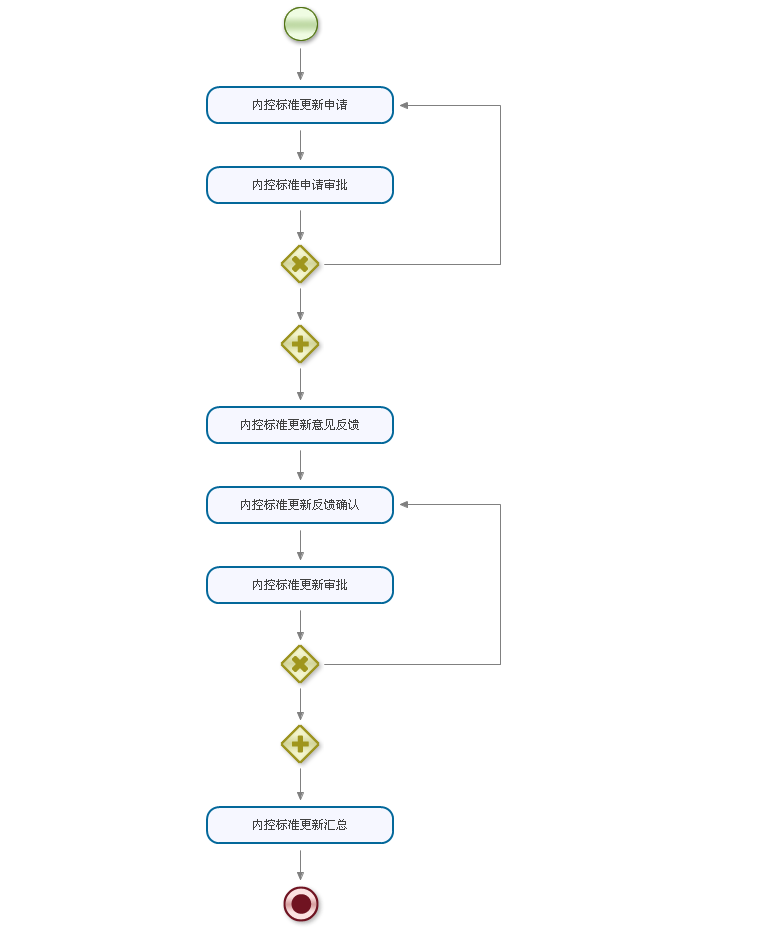 内控标准更新申请
内控标准申请审批
内控标准更新意见反馈
内控标准更新反馈确认
内控标准更新审批
内控标准更新汇总